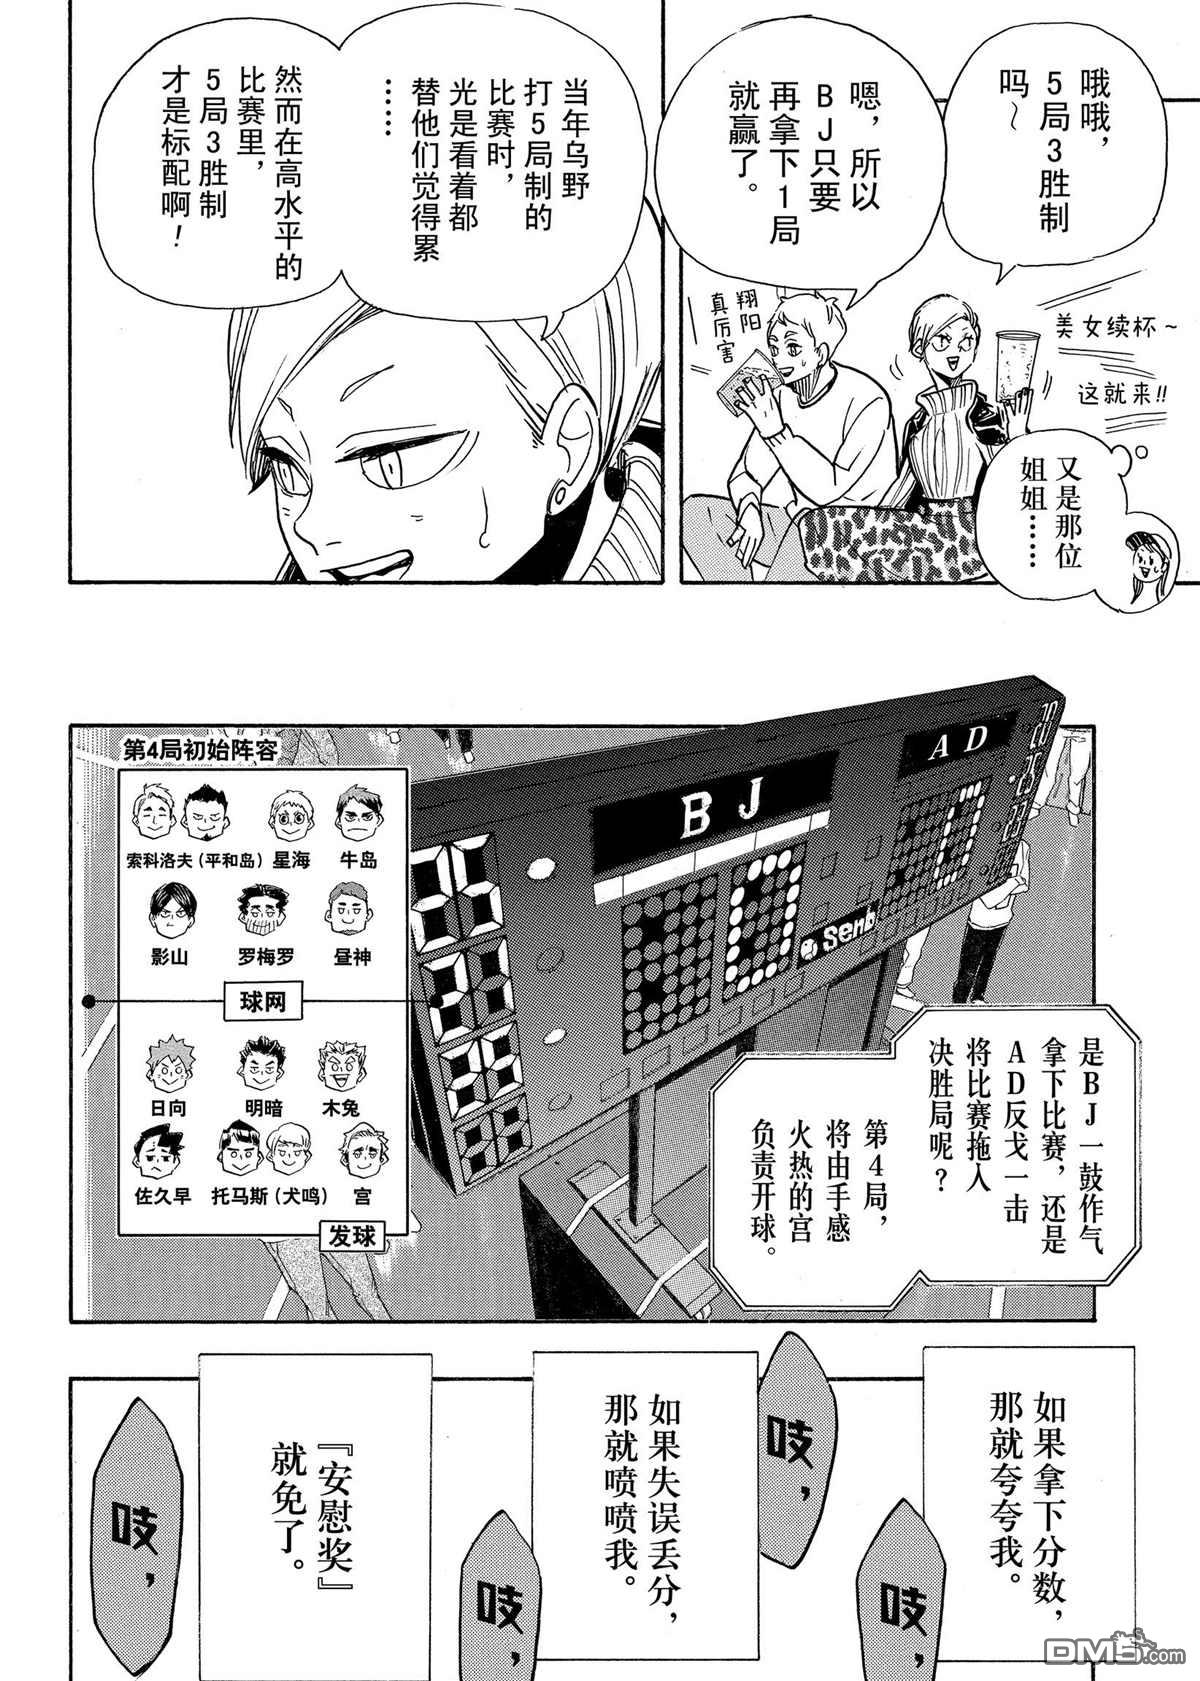 哦哦，
5局3胜制
吗～
嗯，所以
BJ只要
再拿下1局
就赢了。
翔阳
真厉害
美女续杯～
这就来!!
又是那位
姐姐……
当年乌野
打5局制的
比赛时，
光是看着都
替他们觉得累
……
然而在高水平的
比赛里，
5局3胜制
才是标配啊！
第4局初始阵容
索科洛夫（平和岛） 星海 牛岛
影山 罗梅罗 昼神
球网
日向 明暗 木兔
佐久早 托马斯（犬鸣） 宫
发球
BJ
AD
0
0
Senb
是BJ一鼓作气
拿下比赛，还是
AD反戈一击
将比赛拖入
决胜局呢？
第4局，
将由手感
火热的宫
负责开球。
如果拿下分数，
那就夸夸我。
吱，
吱，
如果失误丢分，
那就喷喷我。
吱，
『安慰奖』
就免了。
吱，
DM5.com